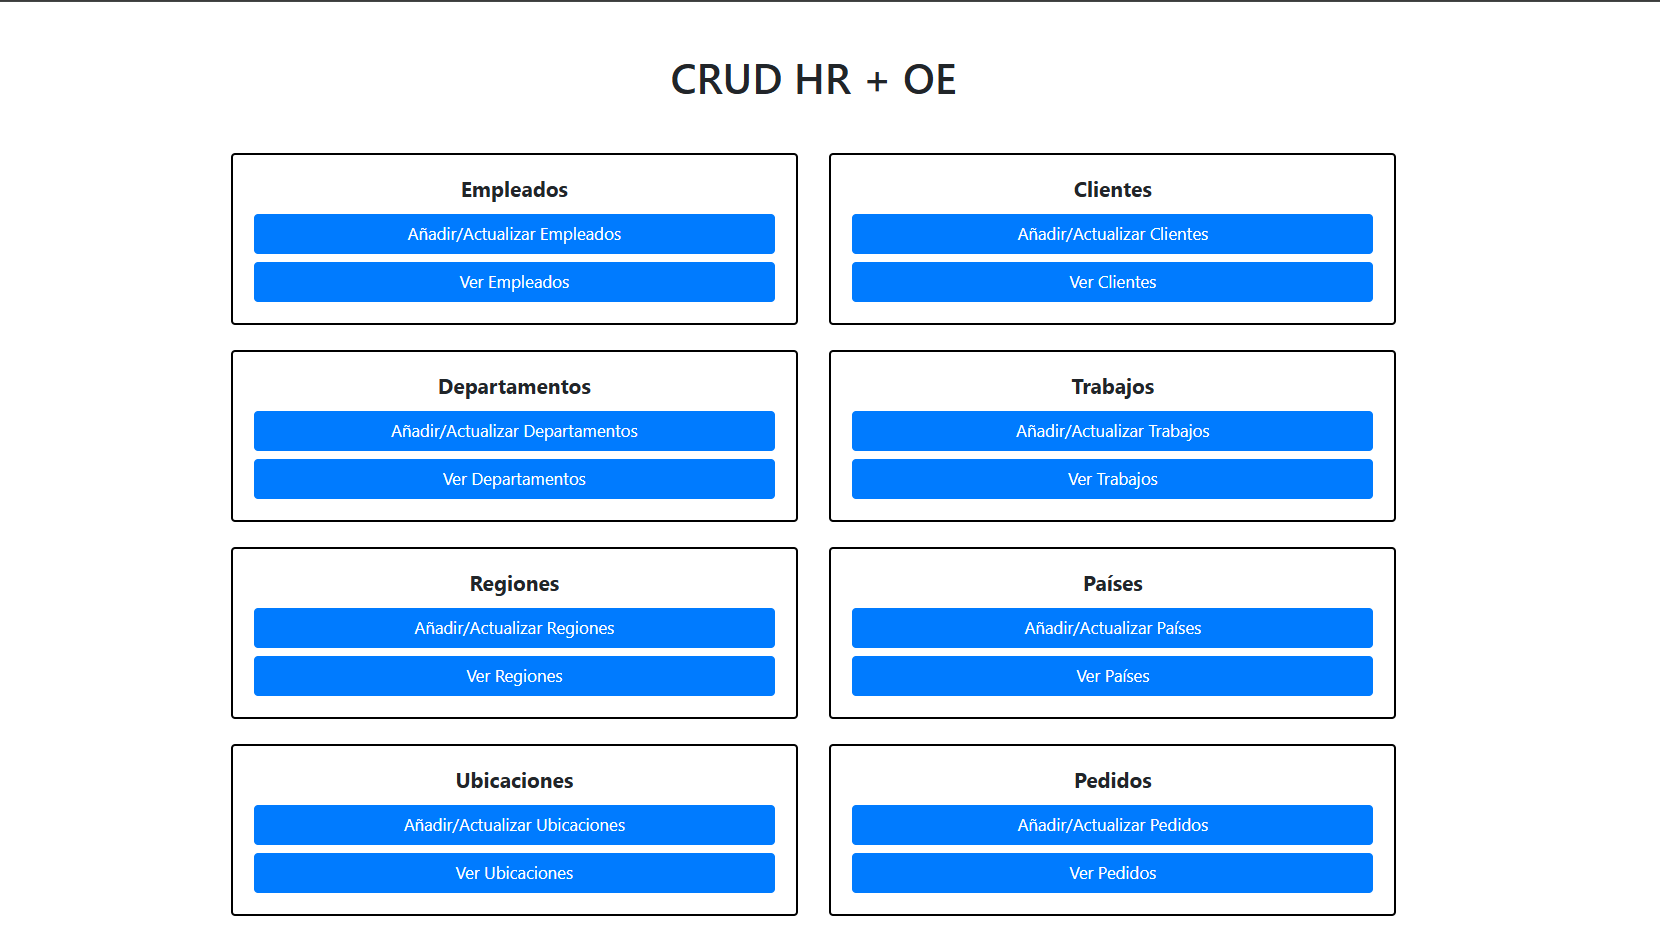 CRUD HR + OE
Empleados
Añadir/Actualizar Empleados
Ver Empleados
Clientes
Añadir/Actualizar Clientes
Ver Clientes
Departamentos
Añadir/Actualizar Departamentos
Ver Departamentos
Trabajos
Añadir/Actualizar Trabajos
Ver Trabajos
Regiones
Añadir/Actualizar Regiones
Ver Regiones
Países
Añadir/Actualizar Países
Ver Países
Ubicaciones
Añadir/Actualizar Ubicaciones
Ver Ubicaciones
Pedidos
Añadir/Actualizar Pedidos
Ver Pedidos